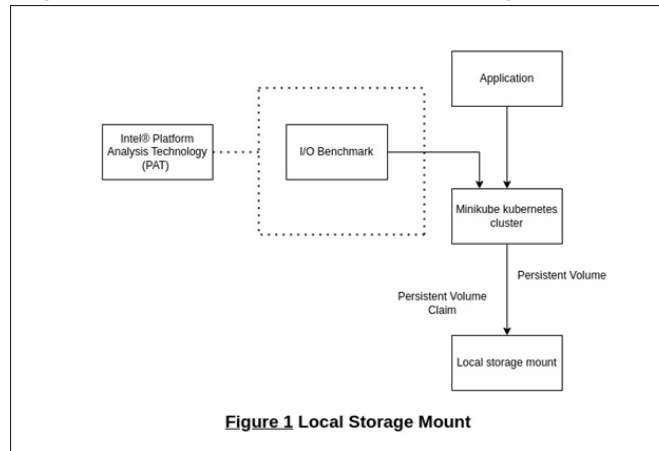 Application
Intel® Platform
Analysis Technology
(PAT)
I/O Benchmark
Minikube kubernetes
cluster
Persistent Volume
Persistent Volume
Claim
Local storage mount
Figure 1 Local Storage Mount